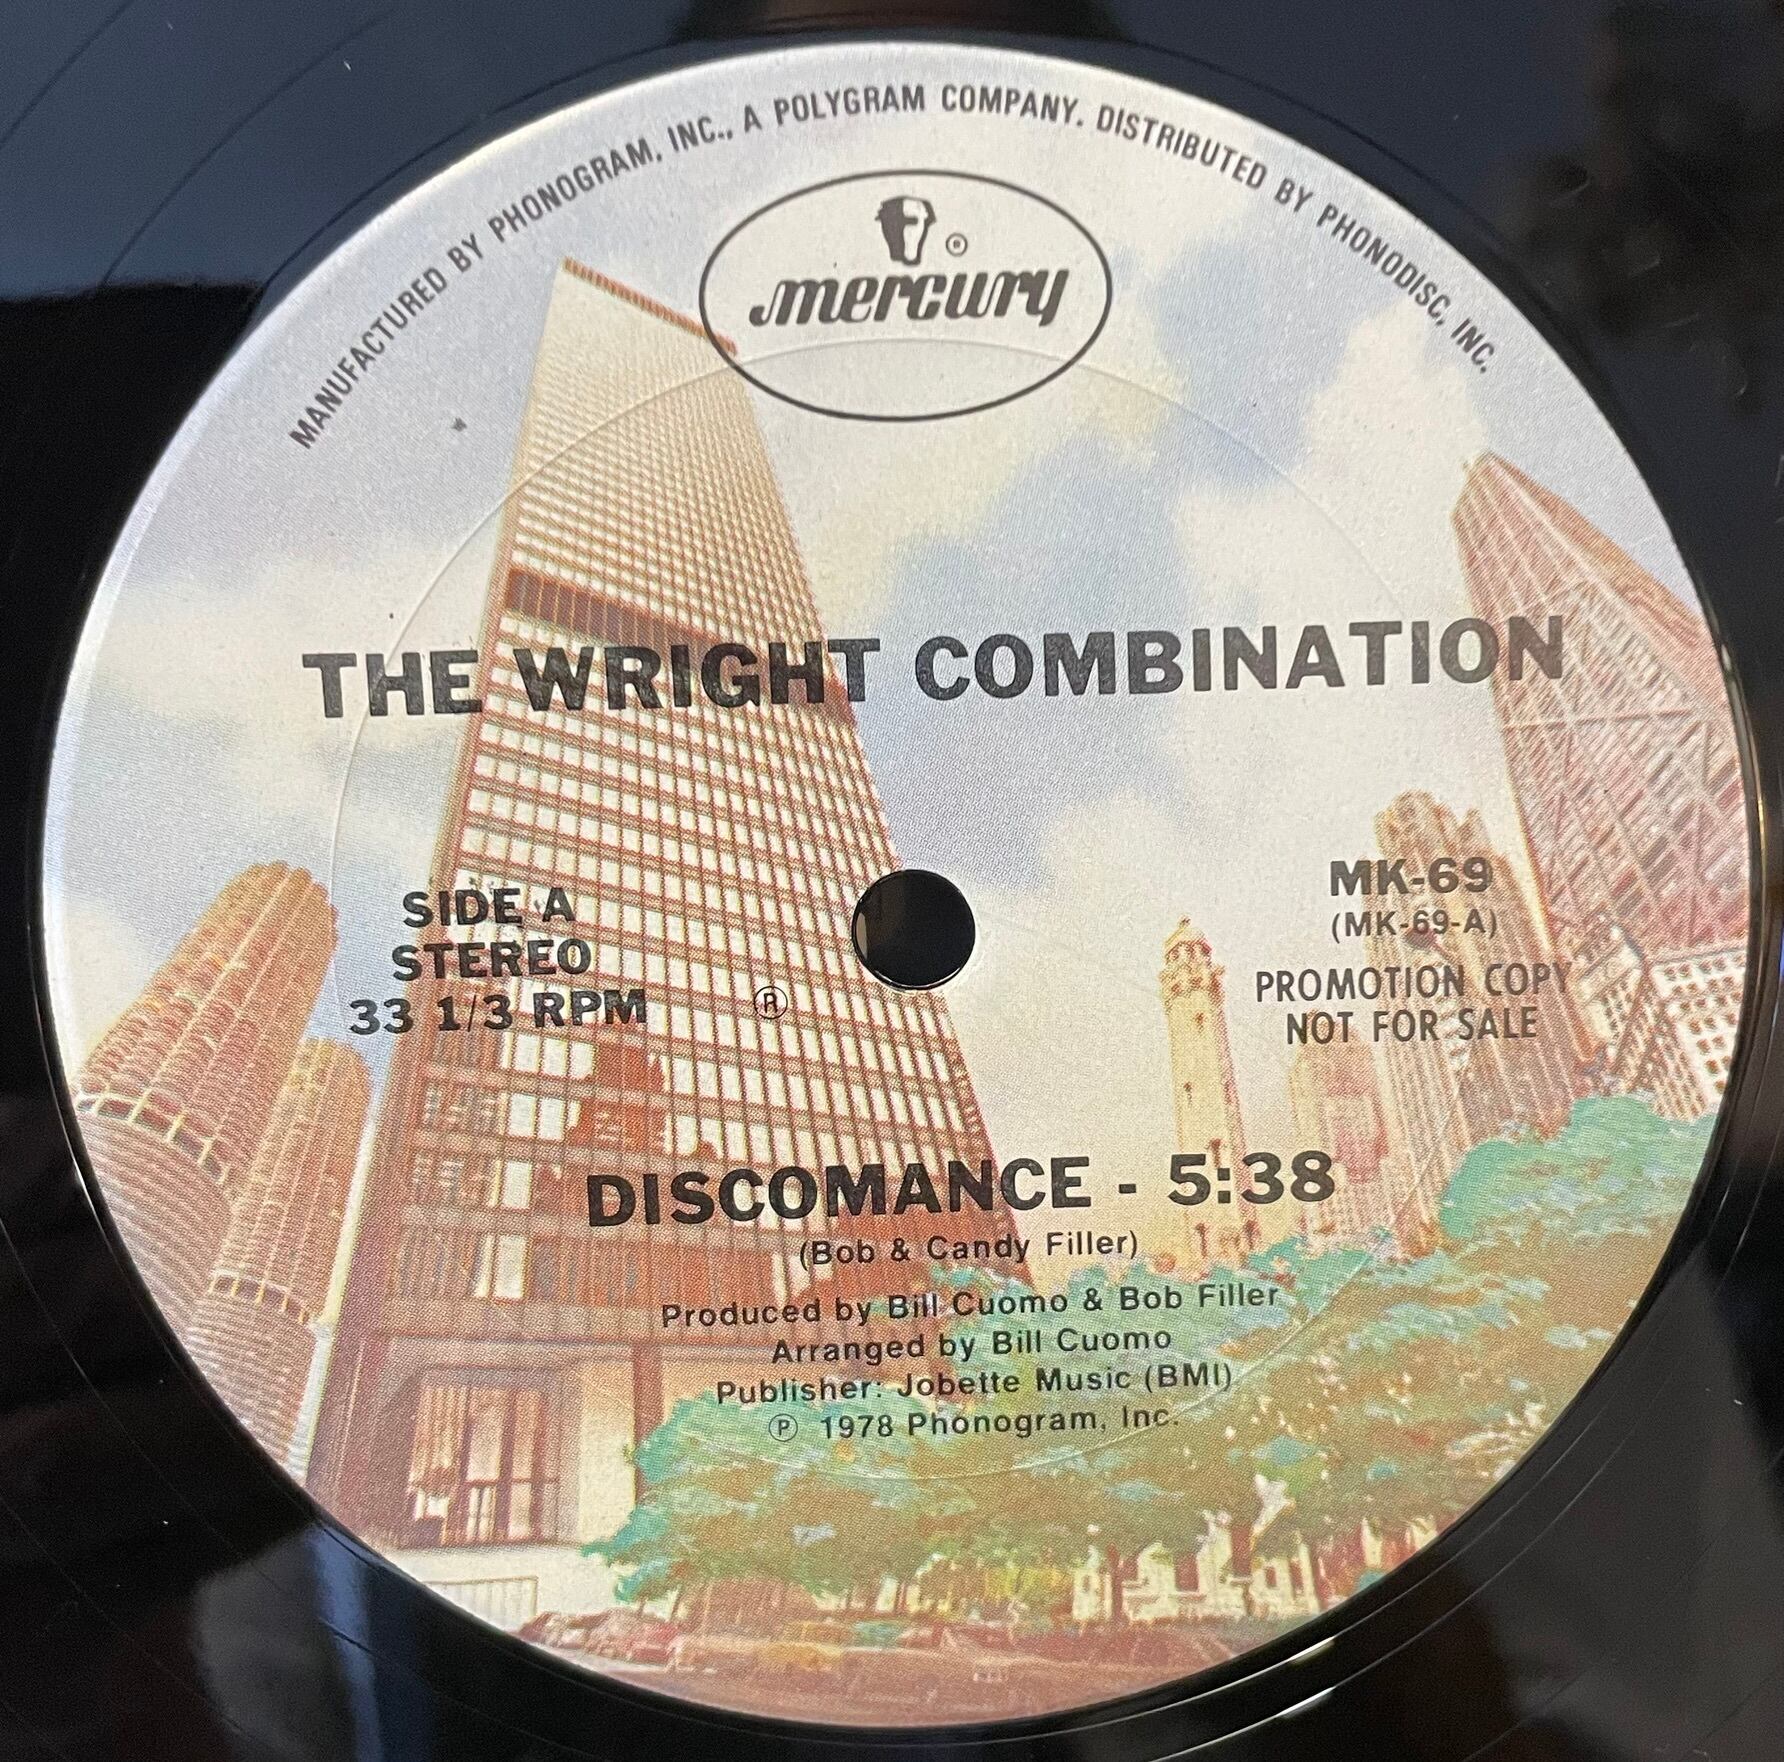 MANUFACTURED BY PHONOGRAM, INC., A POLYGRAM COMPANY. DISTRIBUTED BY PHONODISC, INC.
®
mercury
THE WRIGHT COMBINATION
SIDE A
STEREO
33 1/3 RPM
®
MK-69
(MK-69-A)
PROMOTION COPY
NOT FOR SALE
DISCOMANCE - 5:38
(Bob & Candy Filler)
Produced by Bill Cuomo & Bob Filler
Arranged by Bill Cuomo
Publisher: Jobette Music (BMI)
℗ 1978 Phonogram, Inc.